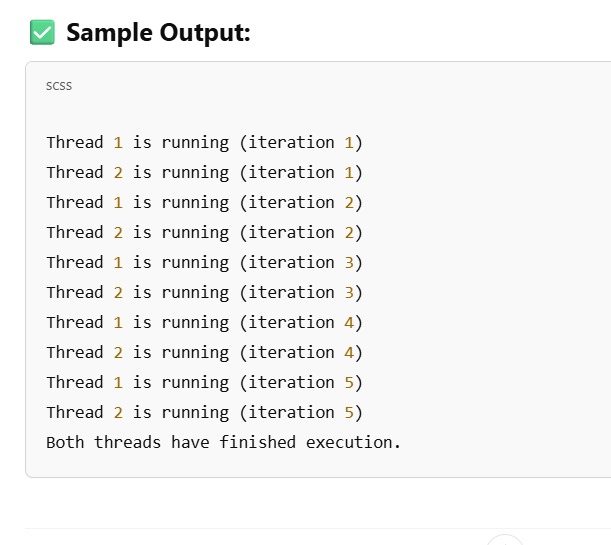 ✅ Sample Output:
scss
Thread 1 is running (iteration 1)
Thread 2 is running (iteration 1)
Thread 1 is running (iteration 2)
Thread 2 is running (iteration 2)
Thread 1 is running (iteration 3)
Thread 2 is running (iteration 3)
Thread 1 is running (iteration 4)
Thread 2 is running (iteration 4)
Thread 1 is running (iteration 5)
Thread 2 is running (iteration 5)
Both threads have finished execution.